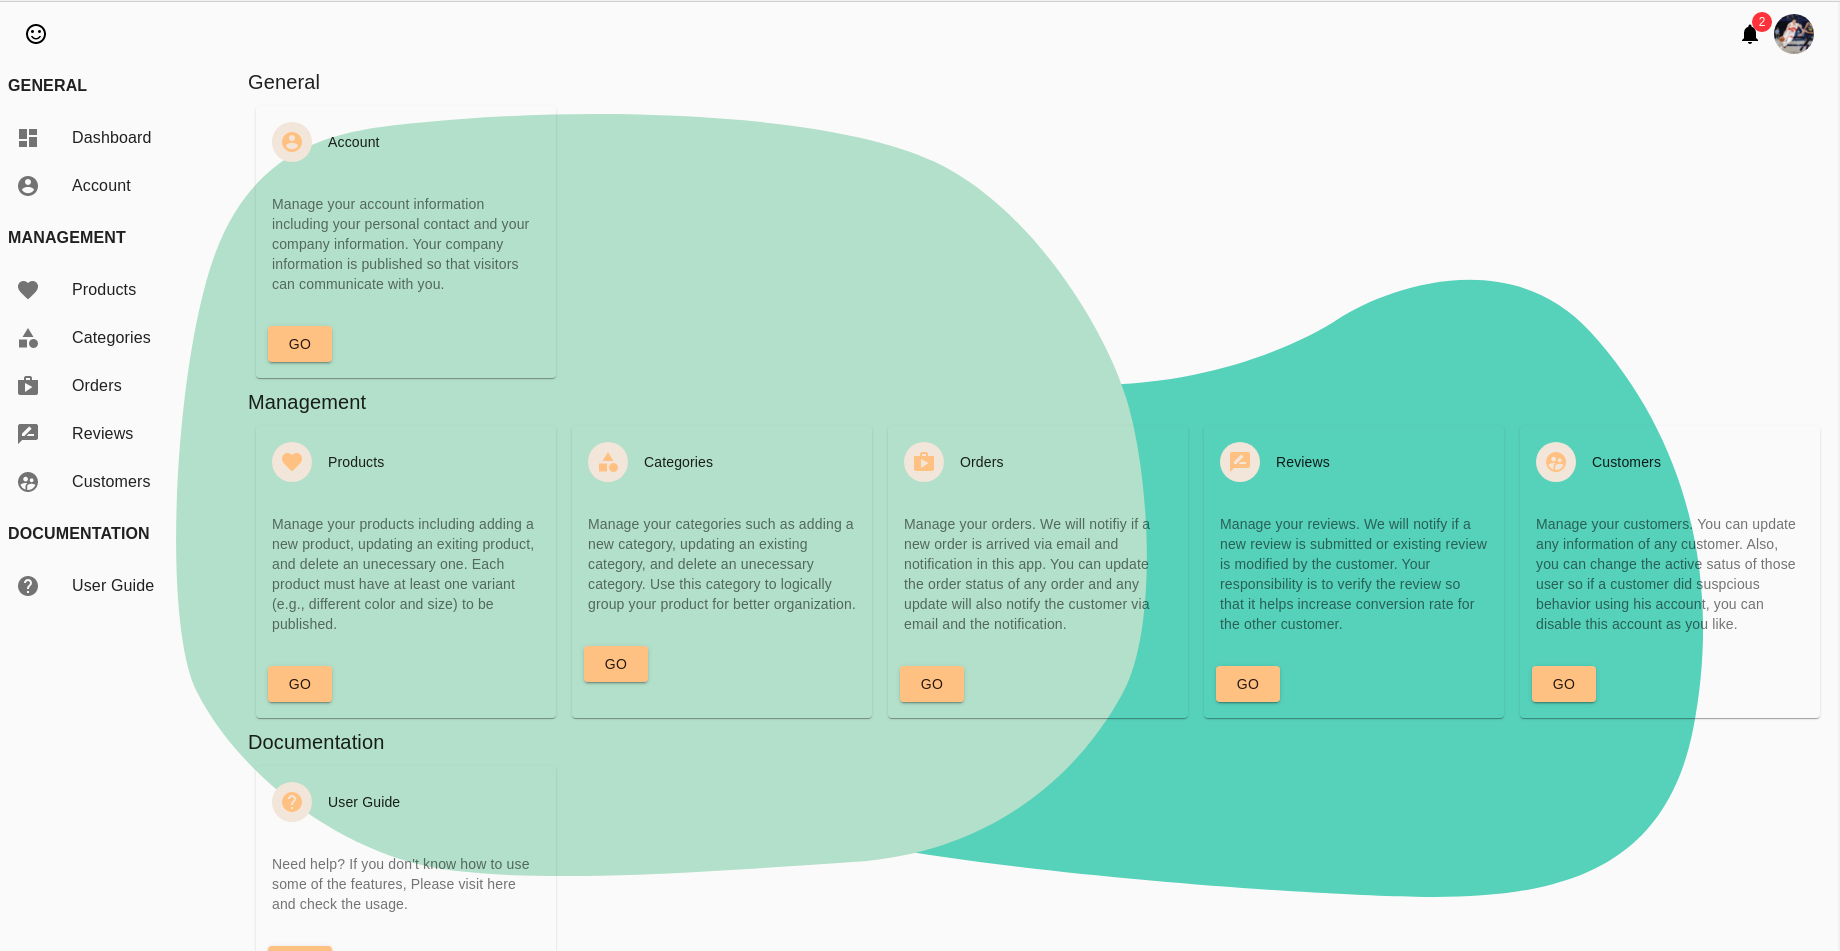 2
GENERAL
Dashboard
Account
MANAGEMENT
Products
Categories
Orders
Reviews
Customers
DOCUMENTATION
User Guide
General
Account
Manage your account information
including your personal contact and your
company information. Your company
information is published so that visitors
can communicate with you.
GO
Management
Products
Manage your products including adding a
new product, updating an exiting product,
and delete an unecessary one. Each
product must have at least one variant
(e.g., different color and size) to be
published.
GO
Categories
Manage your categories such as adding a
new category, updating an existing
category, and delete an unecessary
category. Use this category to logically
group your product for better organization.
GO
Orders
Manage your orders. We will notifiy if a
new order is arrived via email and
notification in this app. You can update
the order status of any order and any
update will also notify the customer via
email and the notification.
GO
Reviews
Manage your reviews. We will notify if a
new review is submitted or existing review
is modified by the customer. Your
responsibility is to verify the review so
that it helps increase conversion rate for
the other customer.
GO
Customers
Manage your customers. You can update
any information of any customer. Also,
you can change the active satus of those
user so if a customer did suspcious
behavior using his account, you can
disable this account as you like.
GO
Documentation
User Guide
Need help? If you don't know how to use
some of the features, Please visit here
and check the usage.